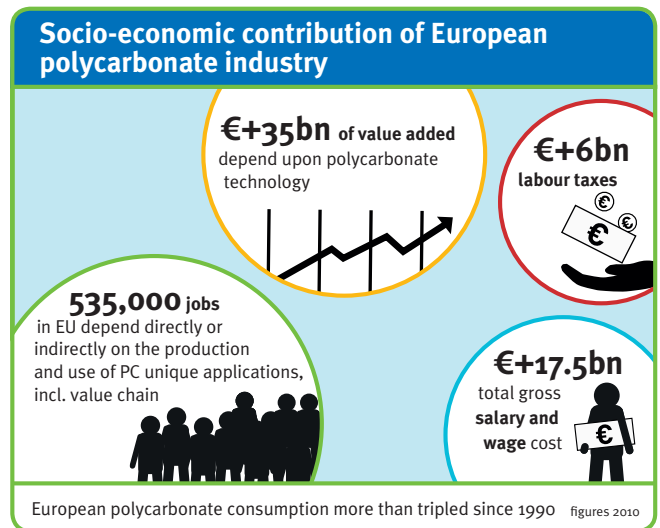 Socio-economic contribution of European
polycarbonate industry
€+35bn of value added
depend upon polycarbonate
technology
€+6bn
labour taxes
€
€
€
535,000 jobs
in EU depend directly or
indirectly on the production
and use of PC unique applications,
incl. value chain
€+17.5bn
total gross
salary and
wage cost
€
European polycarbonate consumption more than tripled since 1990 figures 2010